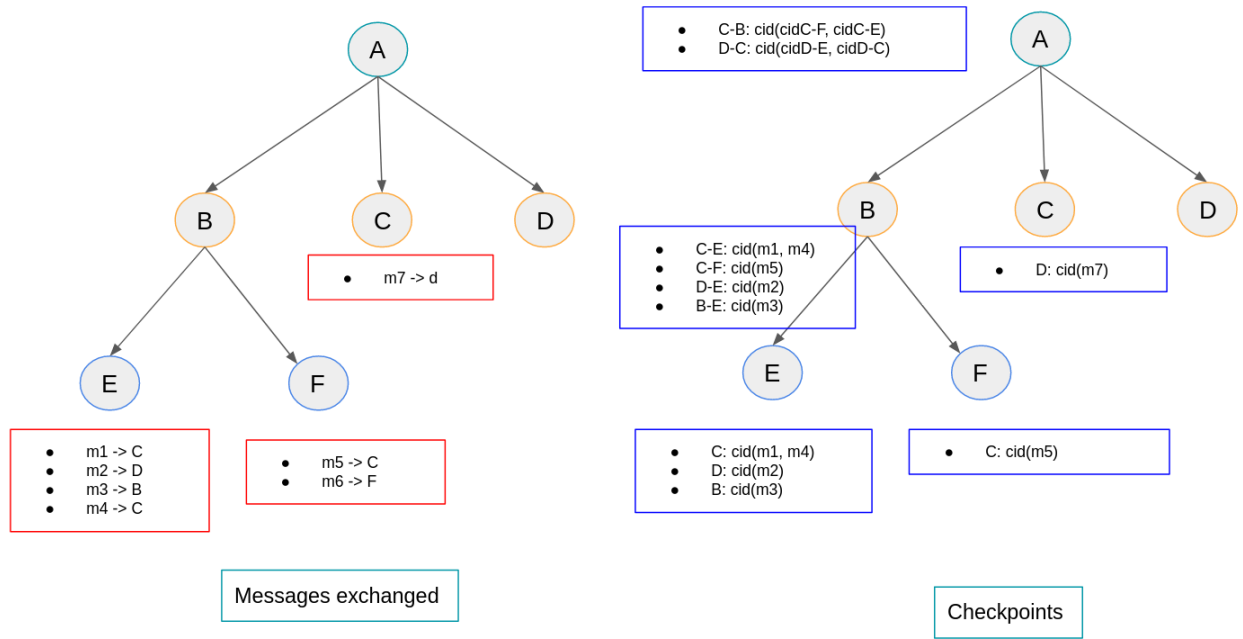 A
B
C
D
• m7 -> d
E
F
• m1 -> C
• m2 -> D
• m3 -> B
• m4 -> C
• m5 -> C
• m6 -> F
Messages exchanged
• C-B: cid(cidC-F, cidC-E)
• D-C: cid(cidD-E, cidD-C)
A
B
C
D
• C-E: cid(m1, m4)
• C-F: cid(m5)
• D-E: cid(m2)
• B-E: cid(m3)
• D: cid(m7)
E
F
• C: cid(m1, m4)
• D: cid(m2)
• B: cid(m3)
• C: cid(m5)
Checkpoints